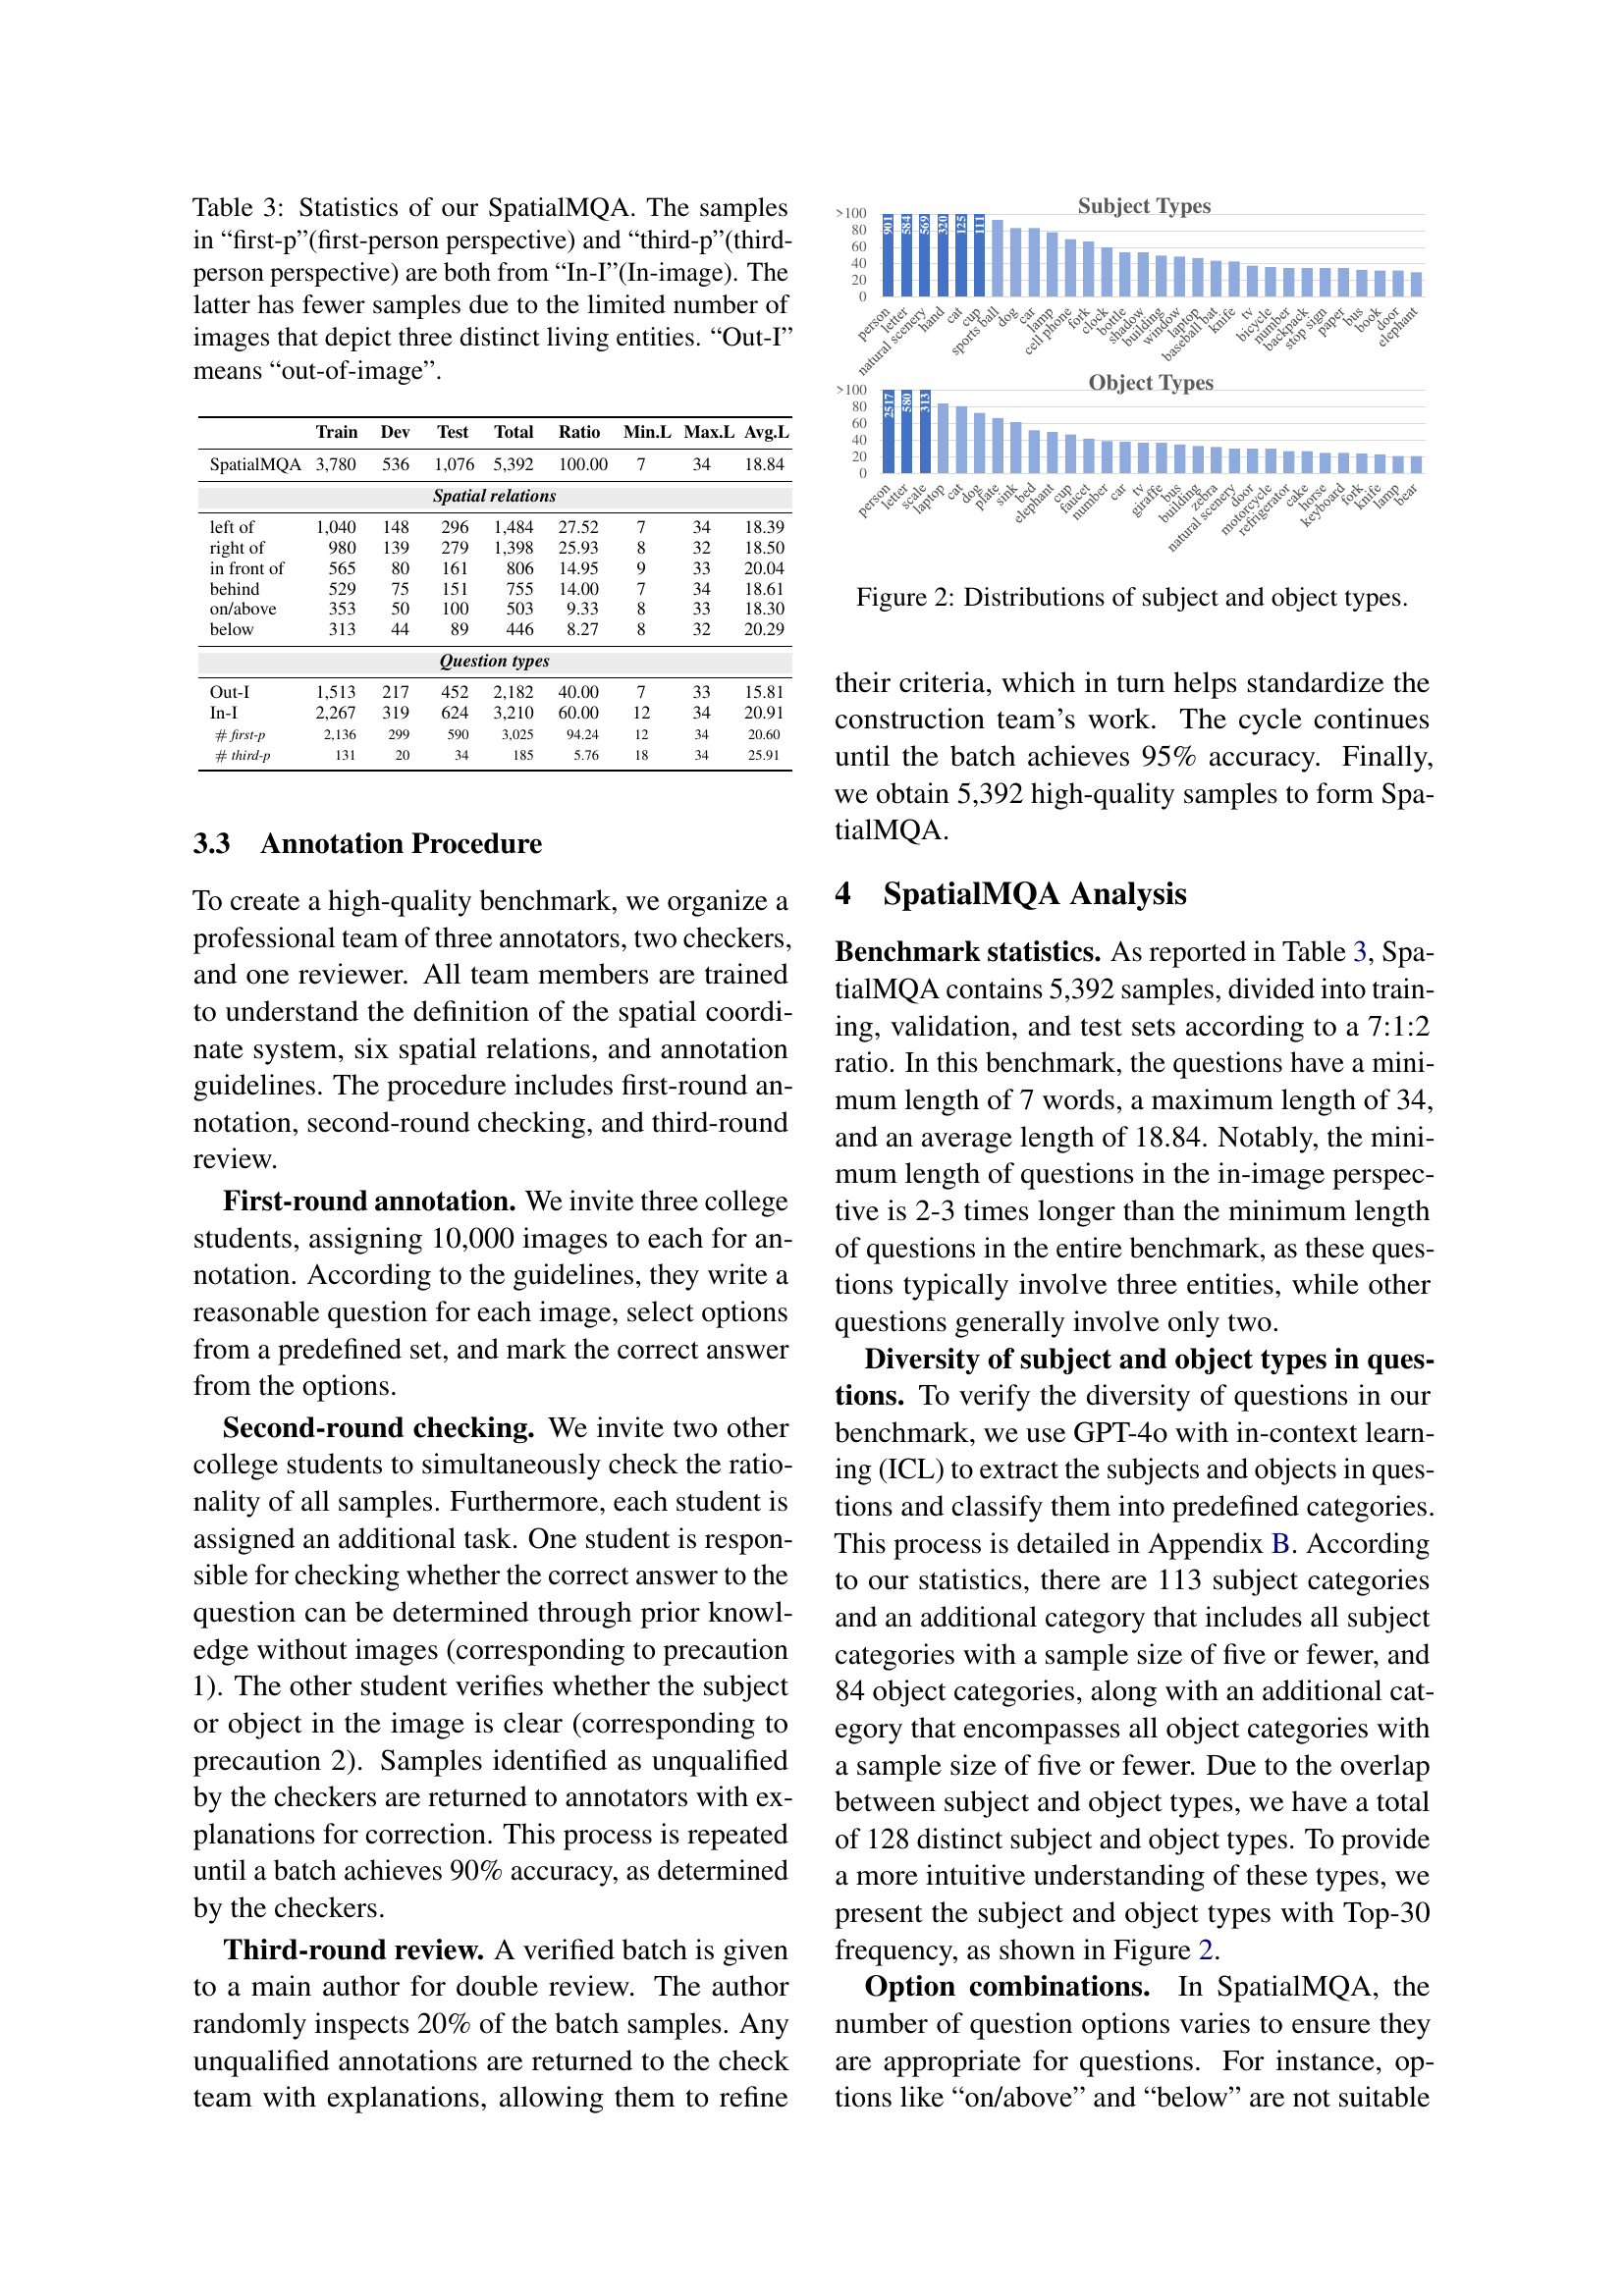 Table 3: Statistics of our SpatialMQA. The samples
in “first-p”(first-person perspective) and “third-p”(third-
person perspective) are both from “In-I”(In-image). The
latter has fewer samples due to the limited number of
images that depict three distinct living entities. “Out-I”
means “out-of-image”.
Train Dev Test Total Ratio Min.L Max.L Avg.L
SpatialMQA 3,780 536 1,076 5,392 100.00 7 34 18.84
Spatial relations
left of 1,040 148 296 1,484 27.52 7 34 18.39
right of 980 139 279 1,398 25.93 8 32 18.50
in front of 565 80 161 806 14.95 9 33 20.04
behind 529 75 151 755 14.00 7 34 18.61
on/above 353 50 100 503 9.33 8 33 18.30
below 313 44 89 446 8.27 8 32 20.29
Question types
Out-I 1,513 217 452 2,182 40.00 7 33 15.81
In-I 2,267 319 624 3,210 60.00 12 34 20.91
# first-p 2,136 299 590 3,025 94.24 12 34 20.60
# third-p 131 20 34 185 5.76 18 34 25.91
3.3 Annotation Procedure
To create a high-quality benchmark, we organize a
professional team of three annotators, two checkers,
and one reviewer. All team members are trained
to understand the definition of the spatial coordi-
nate system, six spatial relations, and annotation
guidelines. The procedure includes first-round an-
notation, second-round checking, and third-round
review.
First-round annotation. We invite three college
students, assigning 10,000 images to each for an-
notation. According to the guidelines, they write a
reasonable question for each image, select options
from a predefined set, and mark the correct answer
from the options.
Second-round checking. We invite two other
college students to simultaneously check the ratio-
nality of all samples. Furthermore, each student is
assigned an additional task. One student is respon-
sible for checking whether the correct answer to the
question can be determined through prior knowl-
edge without images (corresponding to precaution
1). The other student verifies whether the subject
or object in the image is clear (corresponding to
precaution 2). Samples identified as unqualified
by the checkers are returned to annotators with ex-
planations for correction. This process is repeated
until a batch achieves 90% accuracy, as determined
by the checkers.
Third-round review. A verified batch is given
to a main author for double review. The author
randomly inspects 20% of the batch samples. Any
unqualified annotations are returned to the check
team with explanations, allowing them to refine
Subject Types
>100
80
60
40
20
0
901 584 569 320 125 111
person letter natural scenery hand cat cup sports ball dog car lamp cell phone fork clock bottle shadow building window laptop baseball bat knife tv bicycle number backpack stop sign paper bus book door elephant
Object Types
>100
80
60
40
20
0
2517 580 313
person letter scale laptop cat dog plate sink bed elephant cup faucet number car tv giraffe bus building zebra natural scenery door motorcycle refrigerator cake horse keyboard fork knife lamp bear
Figure 2: Distributions of subject and object types.
their criteria, which in turn helps standardize the
construction team’s work. The cycle continues
until the batch achieves 95% accuracy. Finally,
we obtain 5,392 high-quality samples to form Spa-
tialMQA.
4 SpatialMQA Analysis
Benchmark statistics. As reported in Table 3, Spa-
tialMQA contains 5,392 samples, divided into train-
ing, validation, and test sets according to a 7:1:2
ratio. In this benchmark, the questions have a mini-
mum length of 7 words, a maximum length of 34,
and an average length of 18.84. Notably, the mini-
mum length of questions in the in-image perspec-
tive is 2-3 times longer than the minimum length
of questions in the entire benchmark, as these ques-
tions typically involve three entities, while other
questions generally involve only two.
Diversity of subject and object types in ques-
tions. To verify the diversity of questions in our
benchmark, we use GPT-4o with in-context learn-
ing (ICL) to extract the subjects and objects in ques-
tions and classify them into predefined categories.
This process is detailed in Appendix B. According
to our statistics, there are 113 subject categories
and an additional category that includes all subject
categories with a sample size of five or fewer, and
84 object categories, along with an additional cat-
egory that encompasses all object categories with
a sample size of five or fewer. Due to the overlap
between subject and object types, we have a total
of 128 distinct subject and object types. To provide
a more intuitive understanding of these types, we
present the subject and object types with Top-30
frequency, as shown in Figure 2.
Option combinations. In SpatialMQA, the
number of question options varies to ensure they
are appropriate for questions. For instance, op-
tions like “on/above” and “below” are not suitable